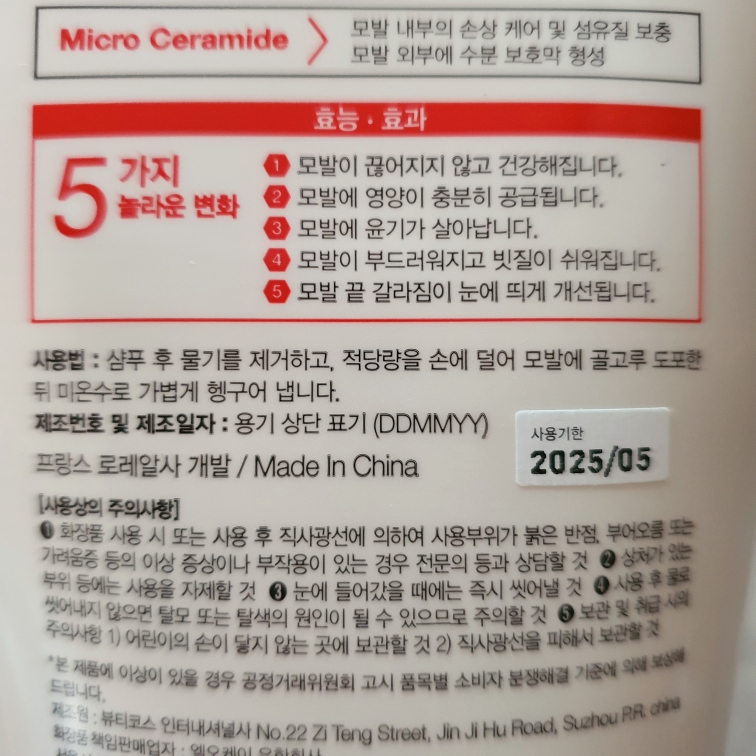 Micro Ceramide
모발 내부의 손상 케어 및 섬유질 보충
모발 외부에 수분 보호막 형성
효능 · 효과
5가지
놀라운 변화
1 모발이 끊어지지 않고 건강해집니다.
2 모발에 영양이 충분히 공급됩니다.
3 모발에 윤기가 살아납니다.
4 모발이 부드러워지고 빗질이 쉬워집니다.
5 모발 끝 갈라짐이 눈에 띄게 개선됩니다.
사용법 : 샴푸 후 물기를 제거하고, 적당량을 손에 덜어 모발에 골고루 도포한
뒤 미온수로 가볍게 헹구어 냅니다.
제조번호 및 제조일자 : 용기 상단 표기 (DDMMYY)
사용기한
2025/05
프랑스 로레알사 개발 / Made In China
[사용상의 주의사항]
❶ 화장품 사용 시 또는 사용 후 직사광선에 의하여 사용부위가 붉은 반점, 부어오름 또는
가려움증 등의 이상 증상이나 부작용이 있는 경우 전문의 등과 상담할 것 ❷ 상처가 있는
부위 등에는 사용을 자제할 것 ❸ 눈에 들어갔을 때에는 즉시 씻어낼 것 ❹ 사용 후 물로
씻어내지 않으면 탈모 또는 탈색의 원인이 될 수 있으므로 주의할 것 ❺ 보관 및 취급 시의
주의사항 1) 어린이의 손이 닿지 않는 곳에 보관할 것 2) 직사광선을 피해서 보관할 것
*본 제품에 이상이 있을 경우 공정거래위원회 고시 품목별 소비자 분쟁해결 기준에 의해 보상해
드립니다.
제조원 : 뷰티코스 인터내셔널사 No.22 Zi Teng Street, Jin Ji Hu Road, Suzhou P.R. china
화장품책임판매업자 : 엘오케이 유한회사